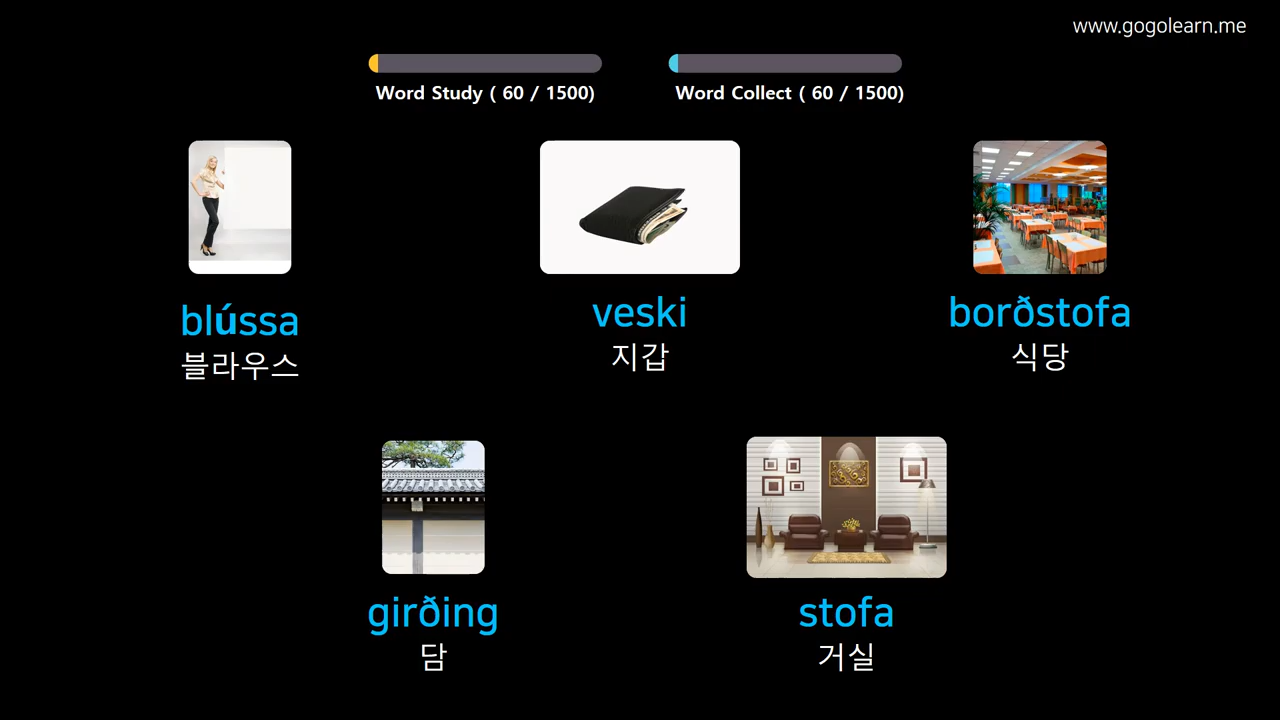 www.gogolearn.me
Word Study ( 60 / 1500)
Word Collect ( 60 / 1500)
blússa
블라우스
veski
지갑
borðstofa
식당
girðing
담
stofa
거실